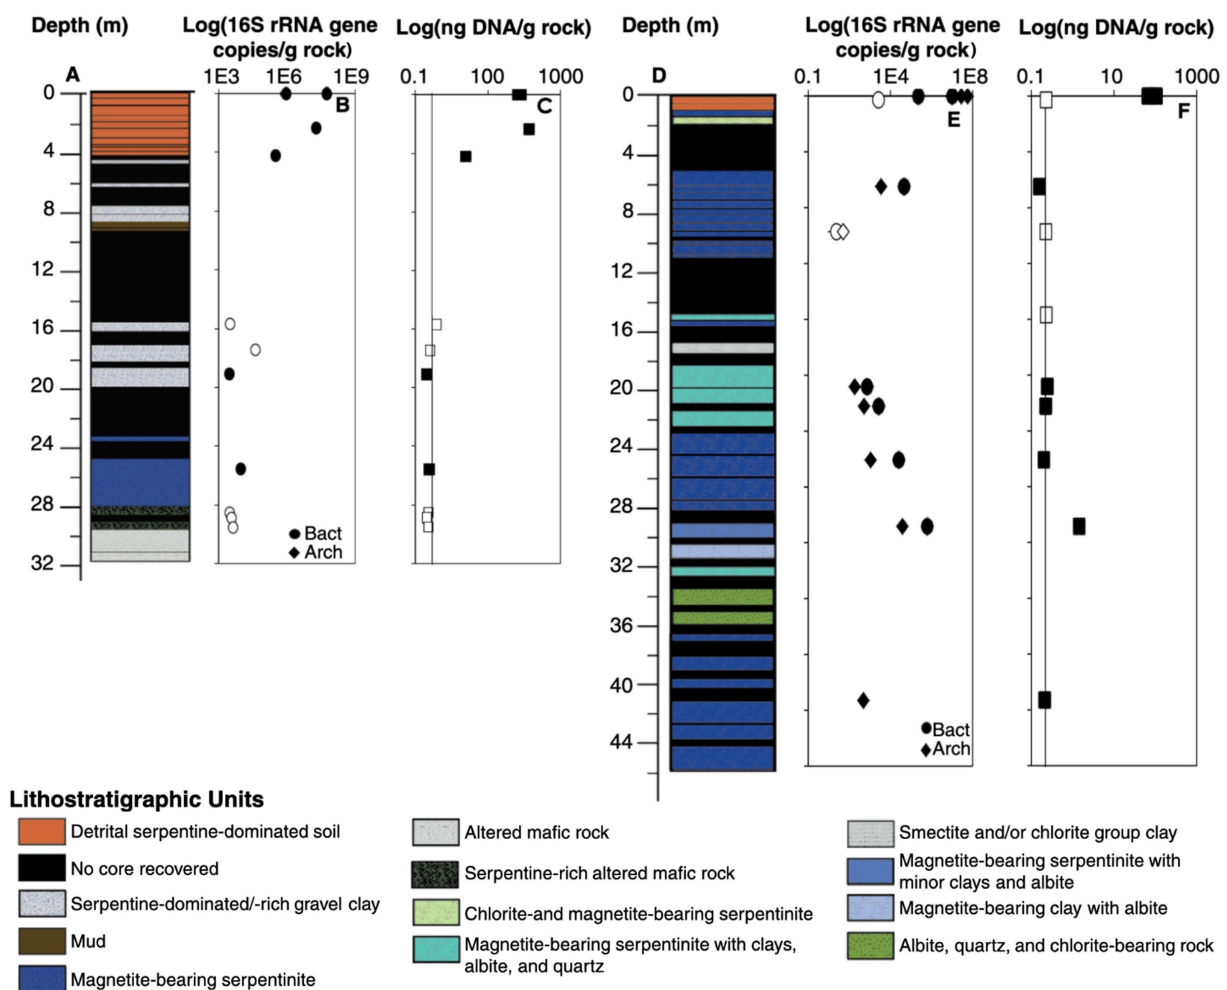 Depth (m)
Log(16S rRNA gene
copies/g rock)
Log(ng DNA/g rock)
1E3 1E6 1E9
0.1 100 1000
A
B
C
0
4
8
12
16
20
24
28
32
Bact
Arch
Depth (m)
Log(16S rRNA gene
copies/g rock)
Log(ng DNA/g rock)
0.1 1E4 1E8
0.1 10 1000
D
E
F
0
4
8
12
16
20
24
28
32
36
40
44
Bact
Arch
Lithostratigraphic Units
Detrital serpentine-dominated soil
No core recovered
Serpentine-dominated/-rich gravel clay
Mud
Magnetite-bearing serpentinite
Altered mafic rock
Serpentine-rich altered mafic rock
Chlorite-and magnetite-bearing serpentinite
Magnetite-bearing serpentinite with clays,
albite, and quartz
Smectite and/or chlorite group clay
Magnetite-bearing serpentinite with
minor clays and albite
Magnetite-bearing clay with albite
Albite, quartz, and chlorite-bearing rock